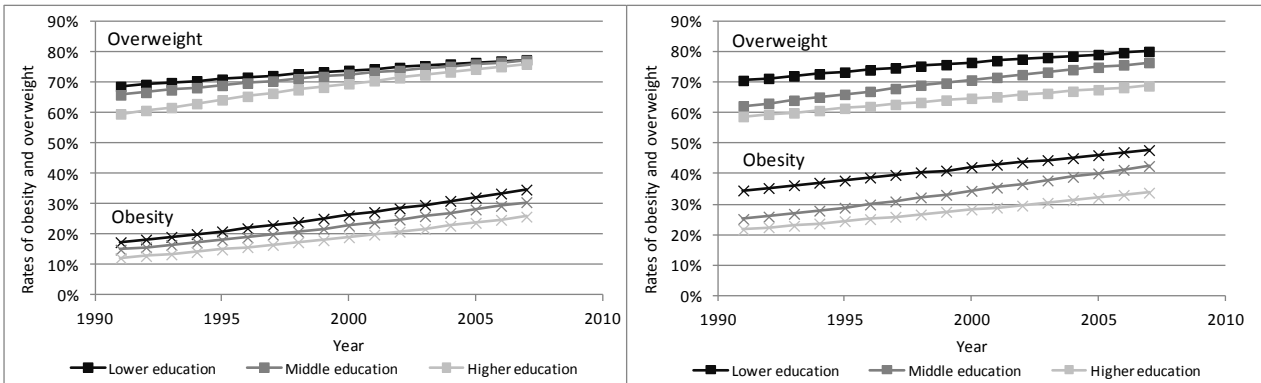 90%
80%
70%
60%
50%
40%
30%
20%
10%
0%
Rates of obesity and overweight
Overweight
Obesity
1990 1995 2000 2005 2010
Year
Lower education Middle education Higher education
90%
80%
70%
60%
50%
40%
30%
20%
10%
0%
Rates of obesity and overweight
Overweight
Obesity
1990 1995 2000 2005 2010
Year
Lower education Middle education Higher education